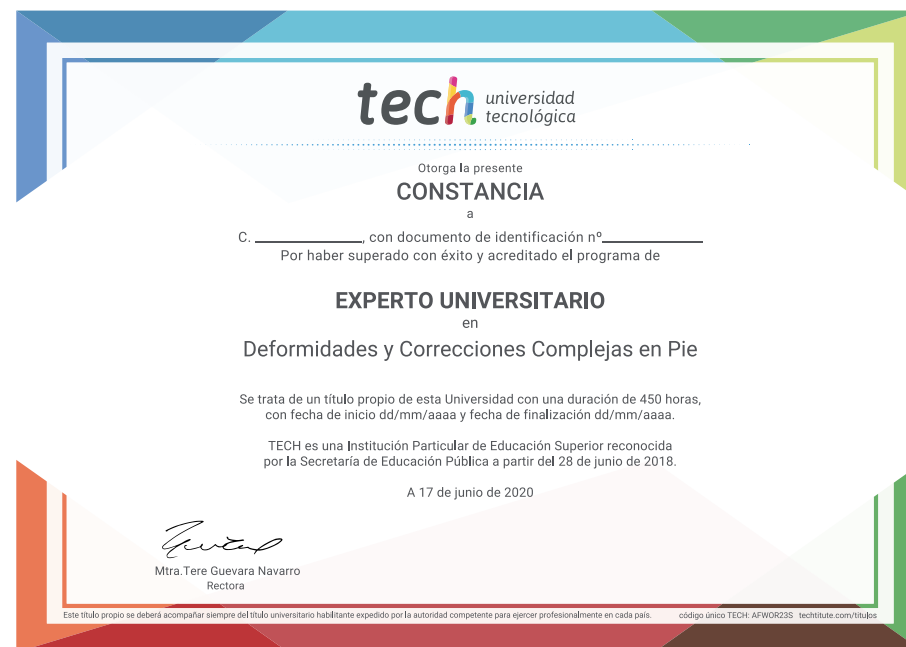 tech universidad
tecnológica
Otorga la presente
CONSTANCIA
a
C. ____________, con documento de identificación nº____________
Por haber superado con éxito y acreditado el programa de
EXPERTO UNIVERSITARIO
en
Deformidades y Correcciones Complejas en Pie
Se trata de un título propio de esta Universidad con una duración de 450 horas,
con fecha de inicio dd/mm/aaaa y fecha de finalización dd/mm/aaaa.
TECH es una Institución Particular de Educación Superior reconocida
por la Secretaría de Educación Pública a partir del 28 de junio de 2018.
A 17 de junio de 2020
Mtra.Tere Guevara Navarro
Rectora
Este título propio se deberá acompañar siempre del título universitario habilitante expedido por la autoridad competente para ejercer profesionalmente en cada país. código único TECH: AFWOR23S techtitute.com/titulos